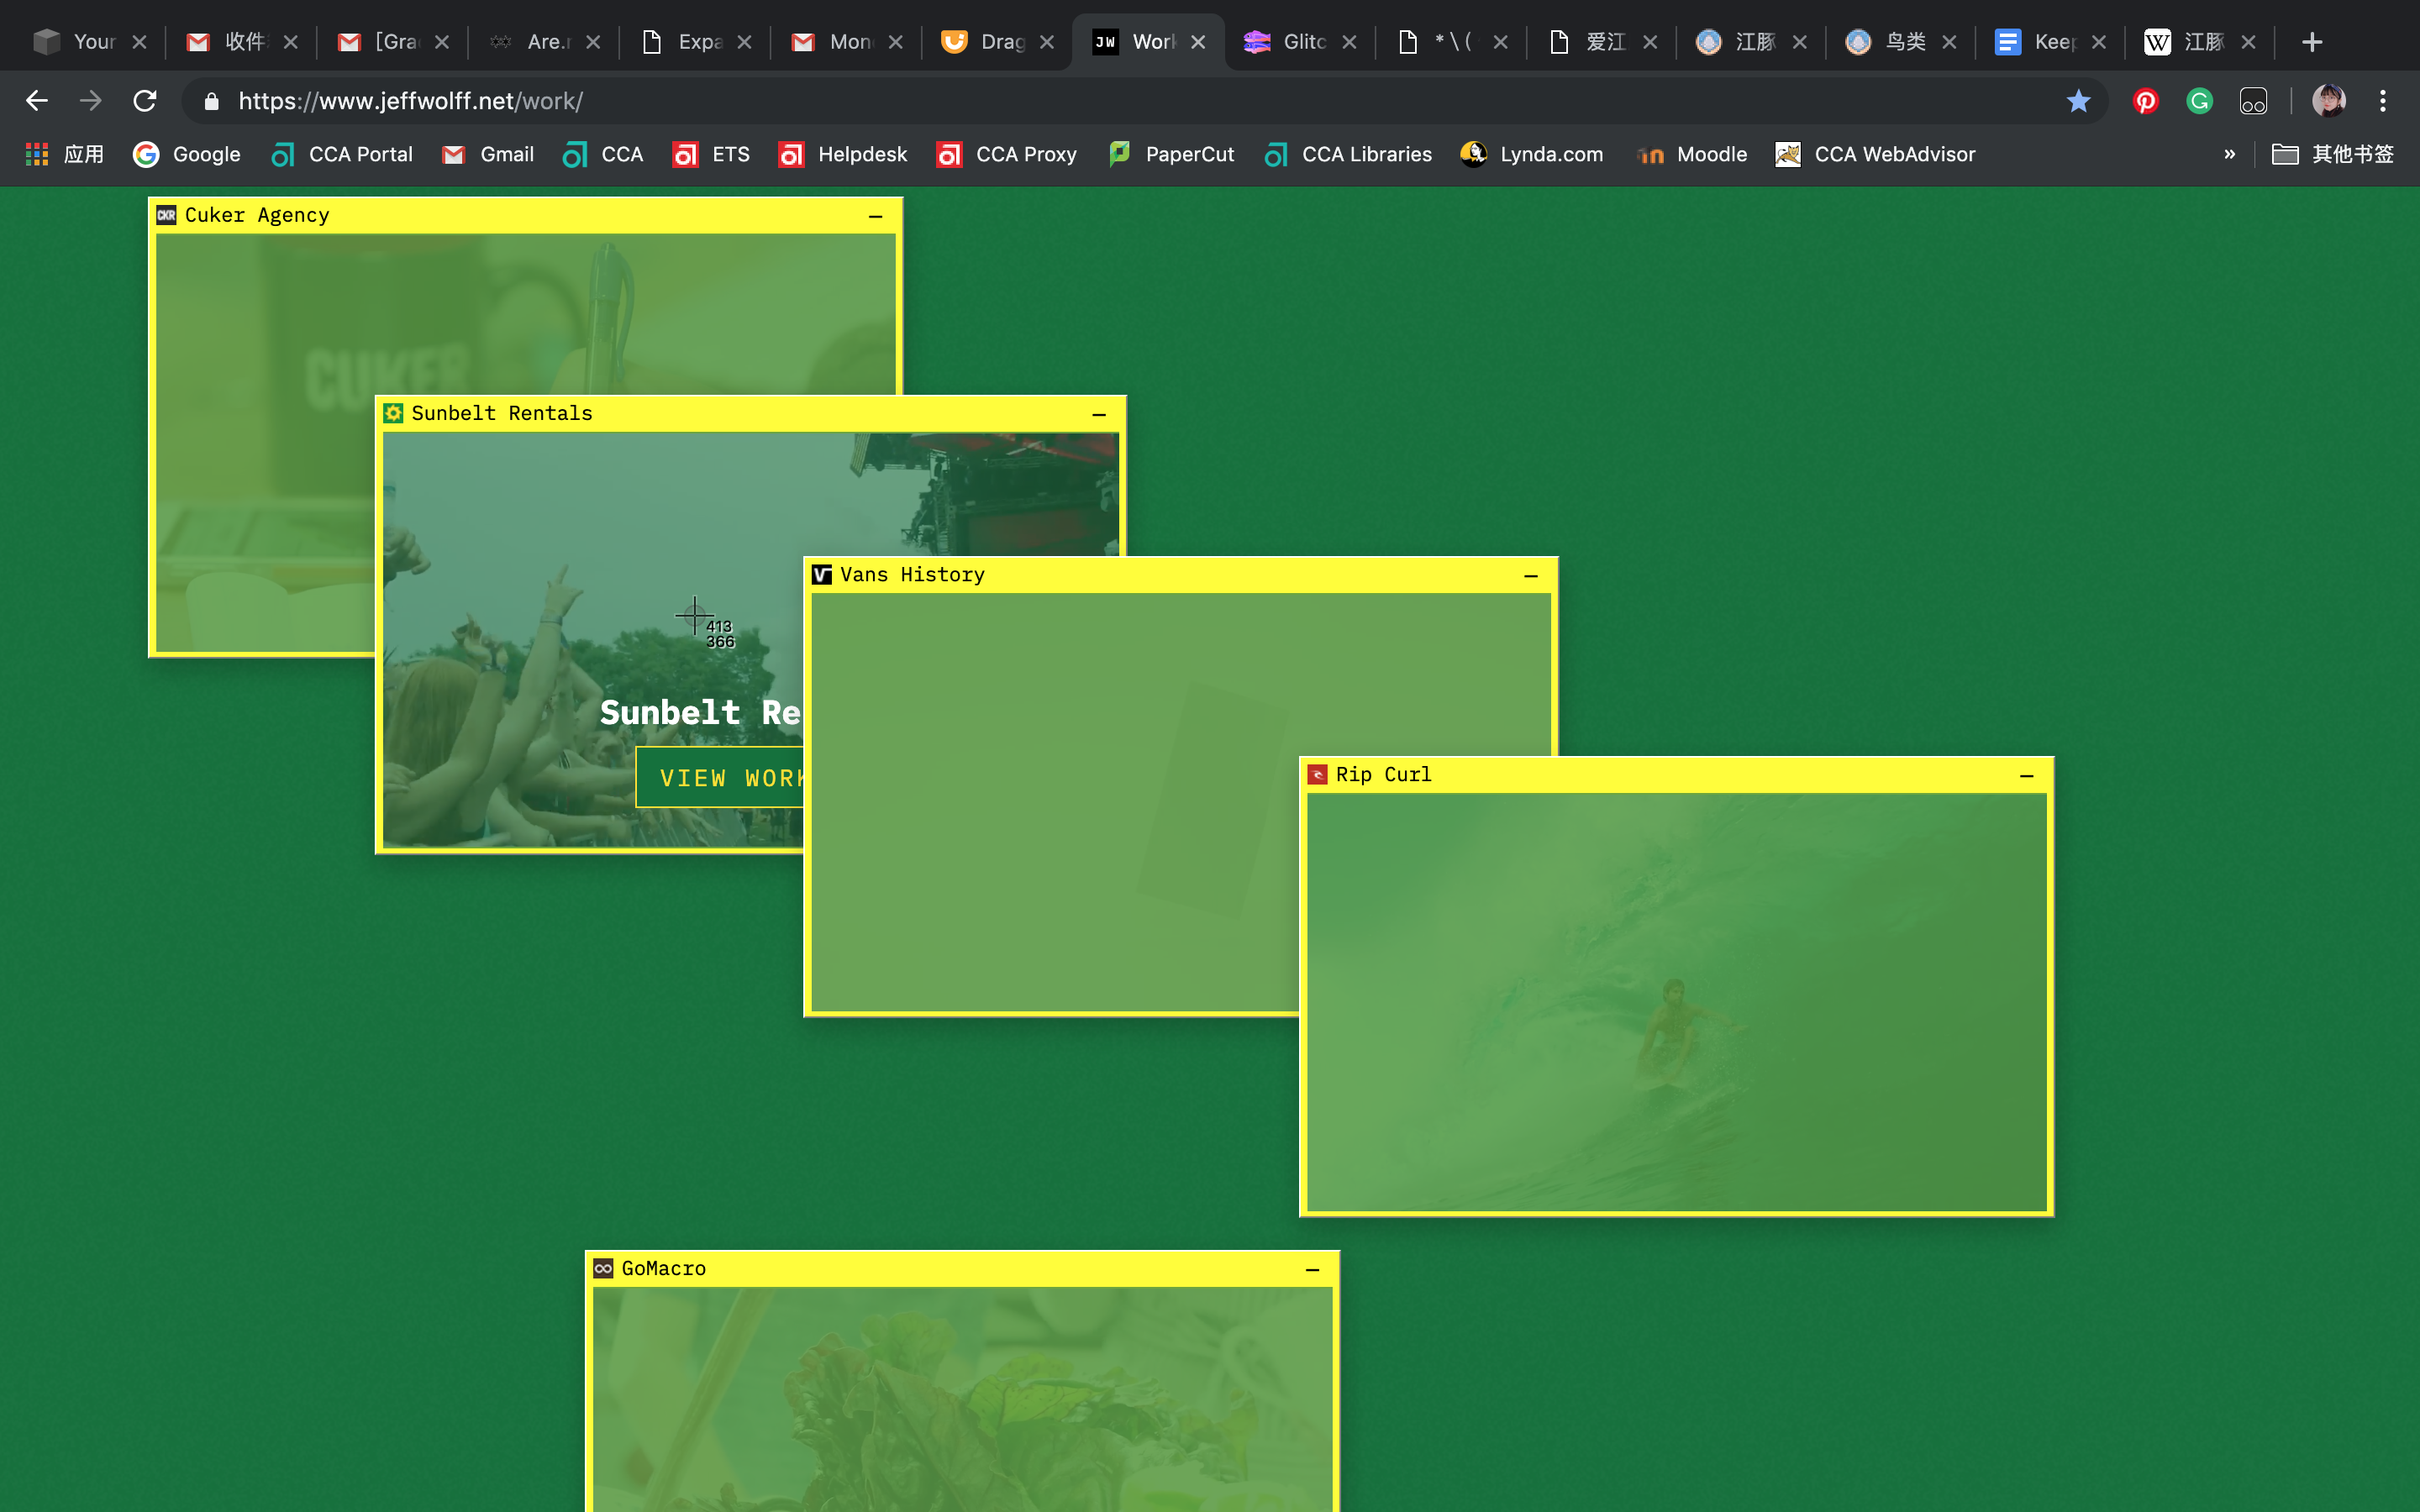 Your 收件 [Gra Are.r Expa Mon Drag Work Glitc *\( 爱江 江豚 鸟类 Keep 江豚
https://www.jeffwolff.net/work/
应用 Google CCA Portal Gmail CCA ETS Helpdesk CCA Proxy PaperCut CCA Libraries Lynda.com Moodle CCA WebAdvisor » 其他书签
CKR Cuker Agency
CUKER
Sunbelt Rentals
Vans History
413
366
Sunbelt Re
VIEW WORK
Rip Curl
GoMacro